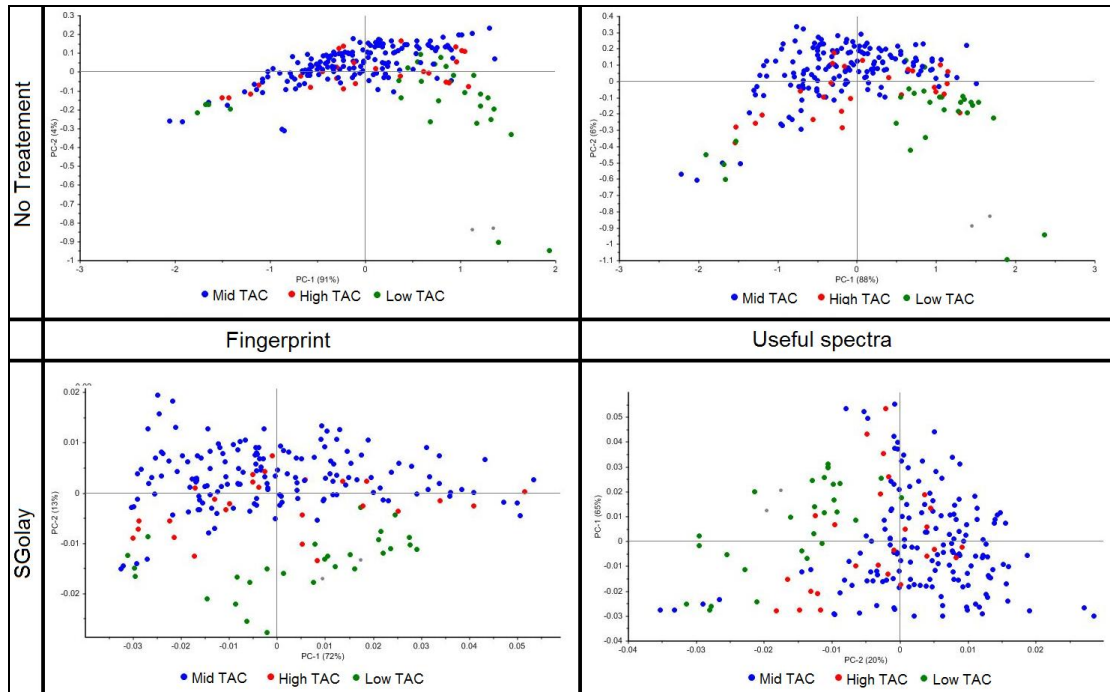 No Treatement
0.3
0.2
0.1
0
-0.1
-0.2
-0.3
-0.4
-0.5
-0.6
-0.7
-0.8
-0.9
-1
PC-2 (4%)
-3 -2 -1 0 1 2
PC-1 (91%)
Mid TAC High TAC Low TAC
0.4
0.3
0.2
0.1
0
-0.1
-0.2
-0.3
-0.4
-0.5
-0.6
-0.7
-0.8
-0.9
-1
-1.1
PC-2 (6%)
-3 -2 -1 0 1 2 3
PC-1 (88%)
Mid TAC High TAC Low TAC
Fingerprint Useful spectra
SGolay
0.02
0.01
0
-0.01
-0.02
PC-2 (13%)
-0.04 -0.03 -0.02 -0.01 0 0.01 0.02 0.03 0.04 0.05
PC-1 (72%)
Mid TAC High TAC Low TAC
0.05
0.04
0.03
0.02
0.01
0
-0.01
-0.02
-0.03
-0.04
PC-1 (65%)
-0.04 -0.03 -0.02 -0.01 0 0.01 0.02 0.03
PC-2 (20%)
Mid TAC High TAC Low TAC